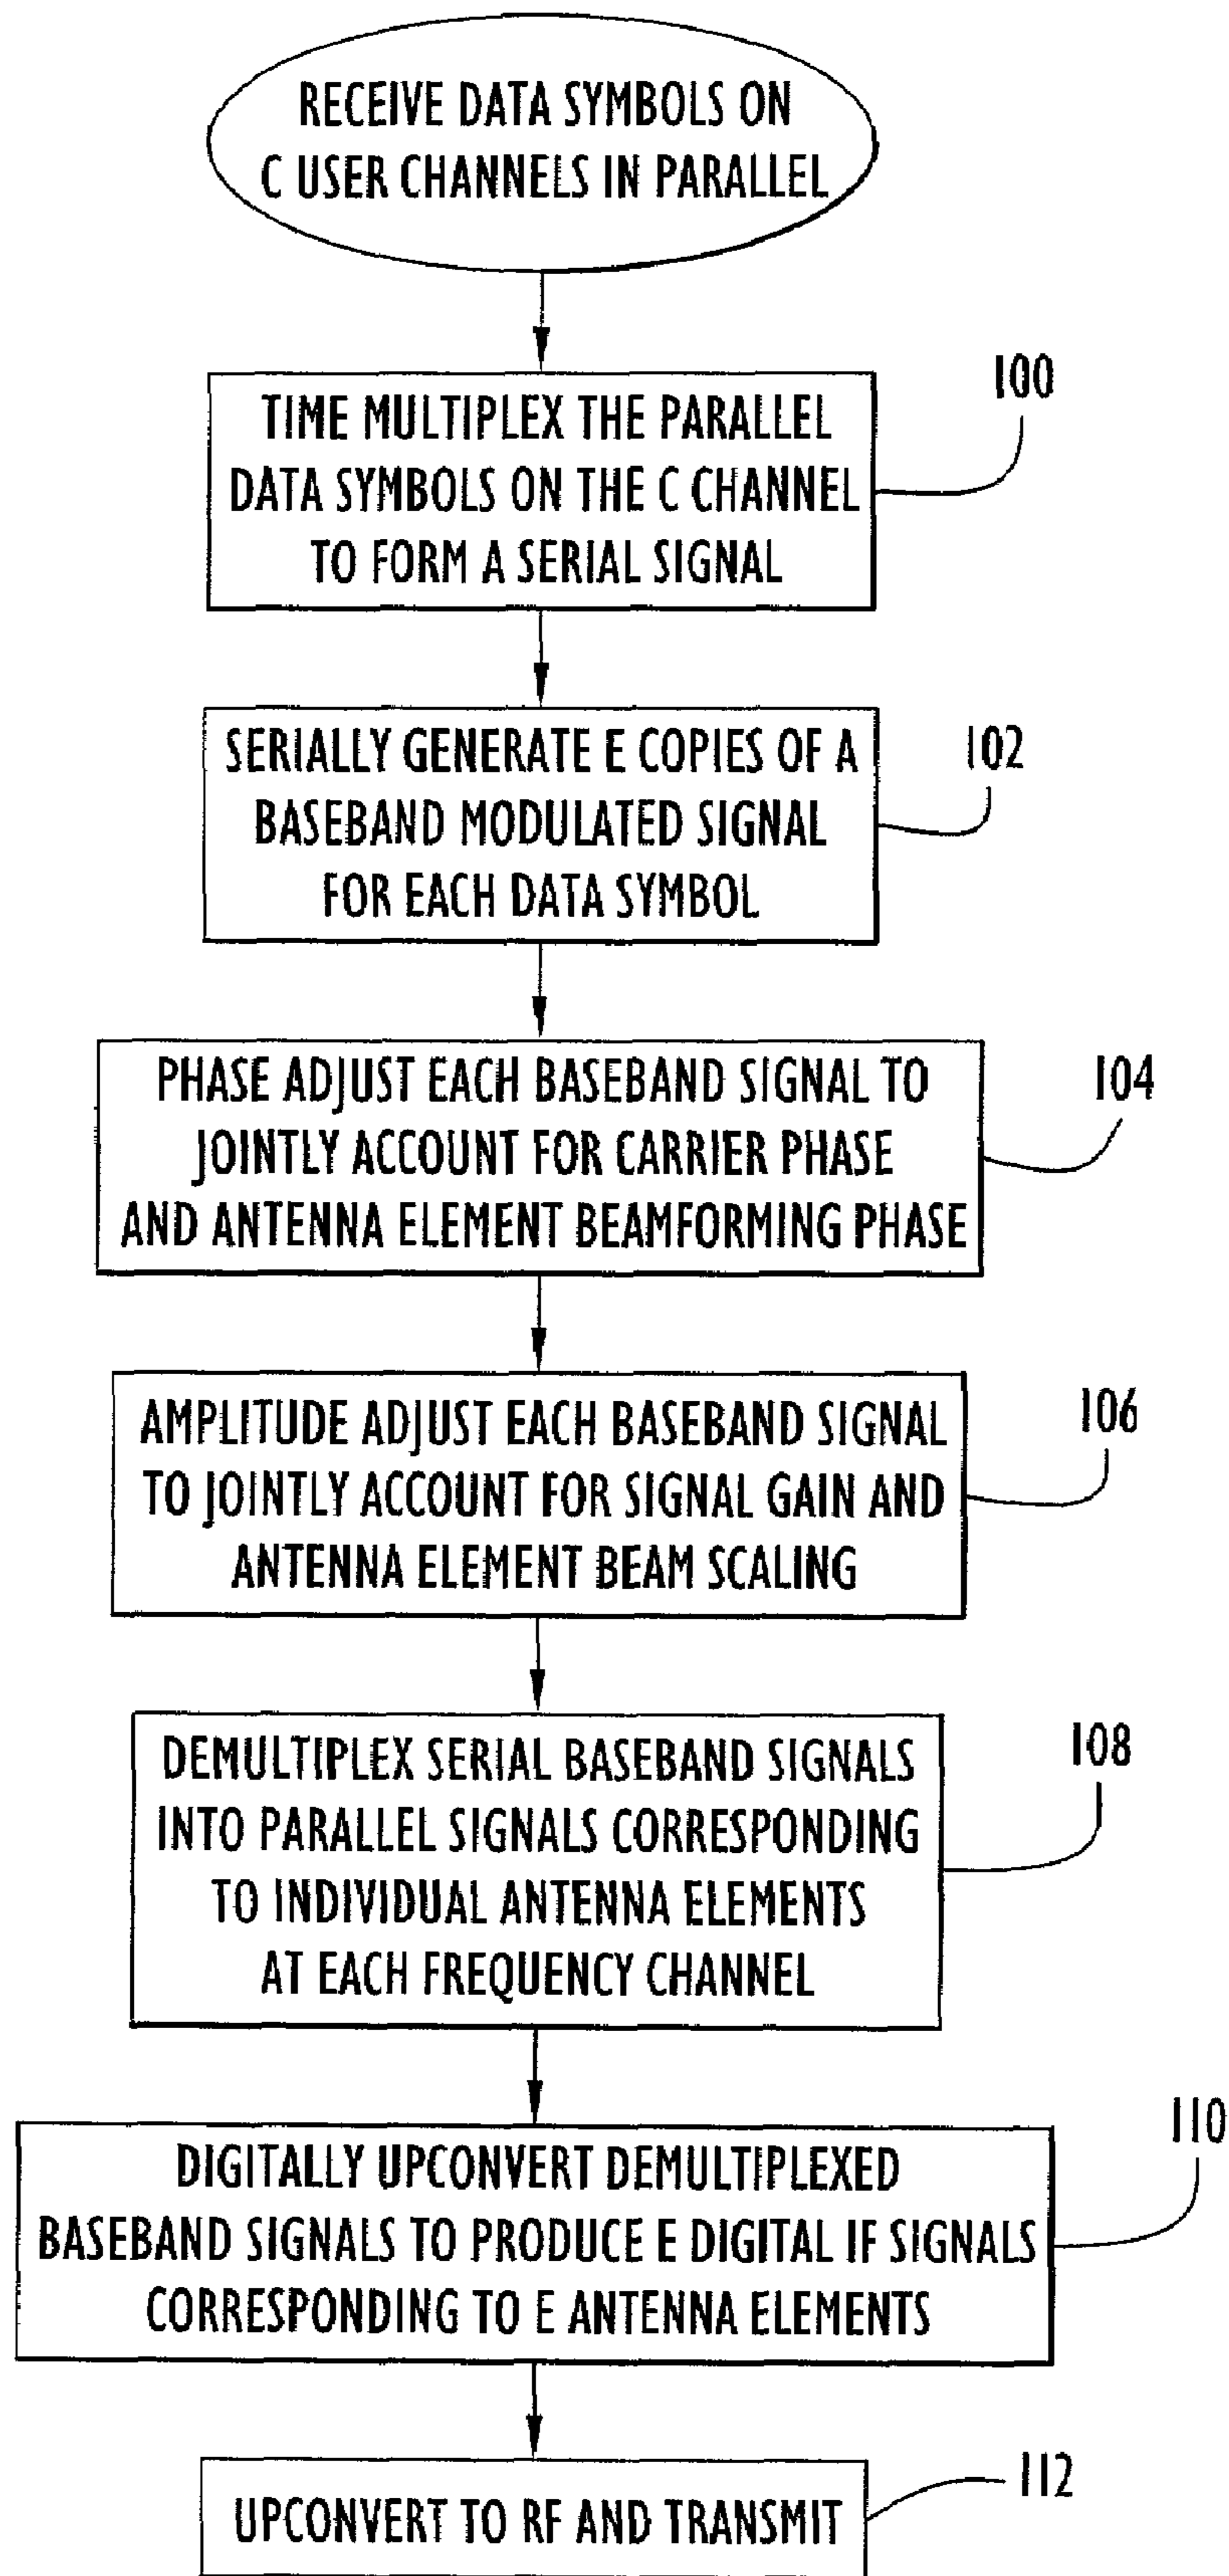 RECEIVE DATA SYMBOLS ON
C USER CHANNELS IN PARALLEL
100
TIME MULTIPLEX THE PARALLEL
DATA SYMBOLS ON THE C CHANNEL
TO FORM A SERIAL SIGNAL
102
SERIALLY GENERATE E COPIES OF A
BASEBAND MODULATED SIGNAL
FOR EACH DATA SYMBOL
104
PHASE ADJUST EACH BASEBAND SIGNAL TO
JOINTLY ACCOUNT FOR CARRIER PHASE
AND ANTENNA ELEMENT BEAMFORMING PHASE
106
AMPLITUDE ADJUST EACH BASEBAND SIGNAL
TO JOINTLY ACCOUNT FOR SIGNAL GAIN AND
ANTENNA ELEMENT BEAM SCALING
108
DEMULTIPLEX SERIAL BASEBAND SIGNALS
INTO PARALLEL SIGNALS CORRESPONDING
TO INDIVIDUAL ANTENNA ELEMENTS
AT EACH FREQUENCY CHANNEL
110
DIGITALLY UPCONVERT DEMULTIPLEXED
BASEBAND SIGNALS TO PRODUCE E DIGITAL IF SIGNALS
CORRESPONDING TO E ANTENNA ELEMENTS
112
UPCONVERT TO RF AND TRANSMIT